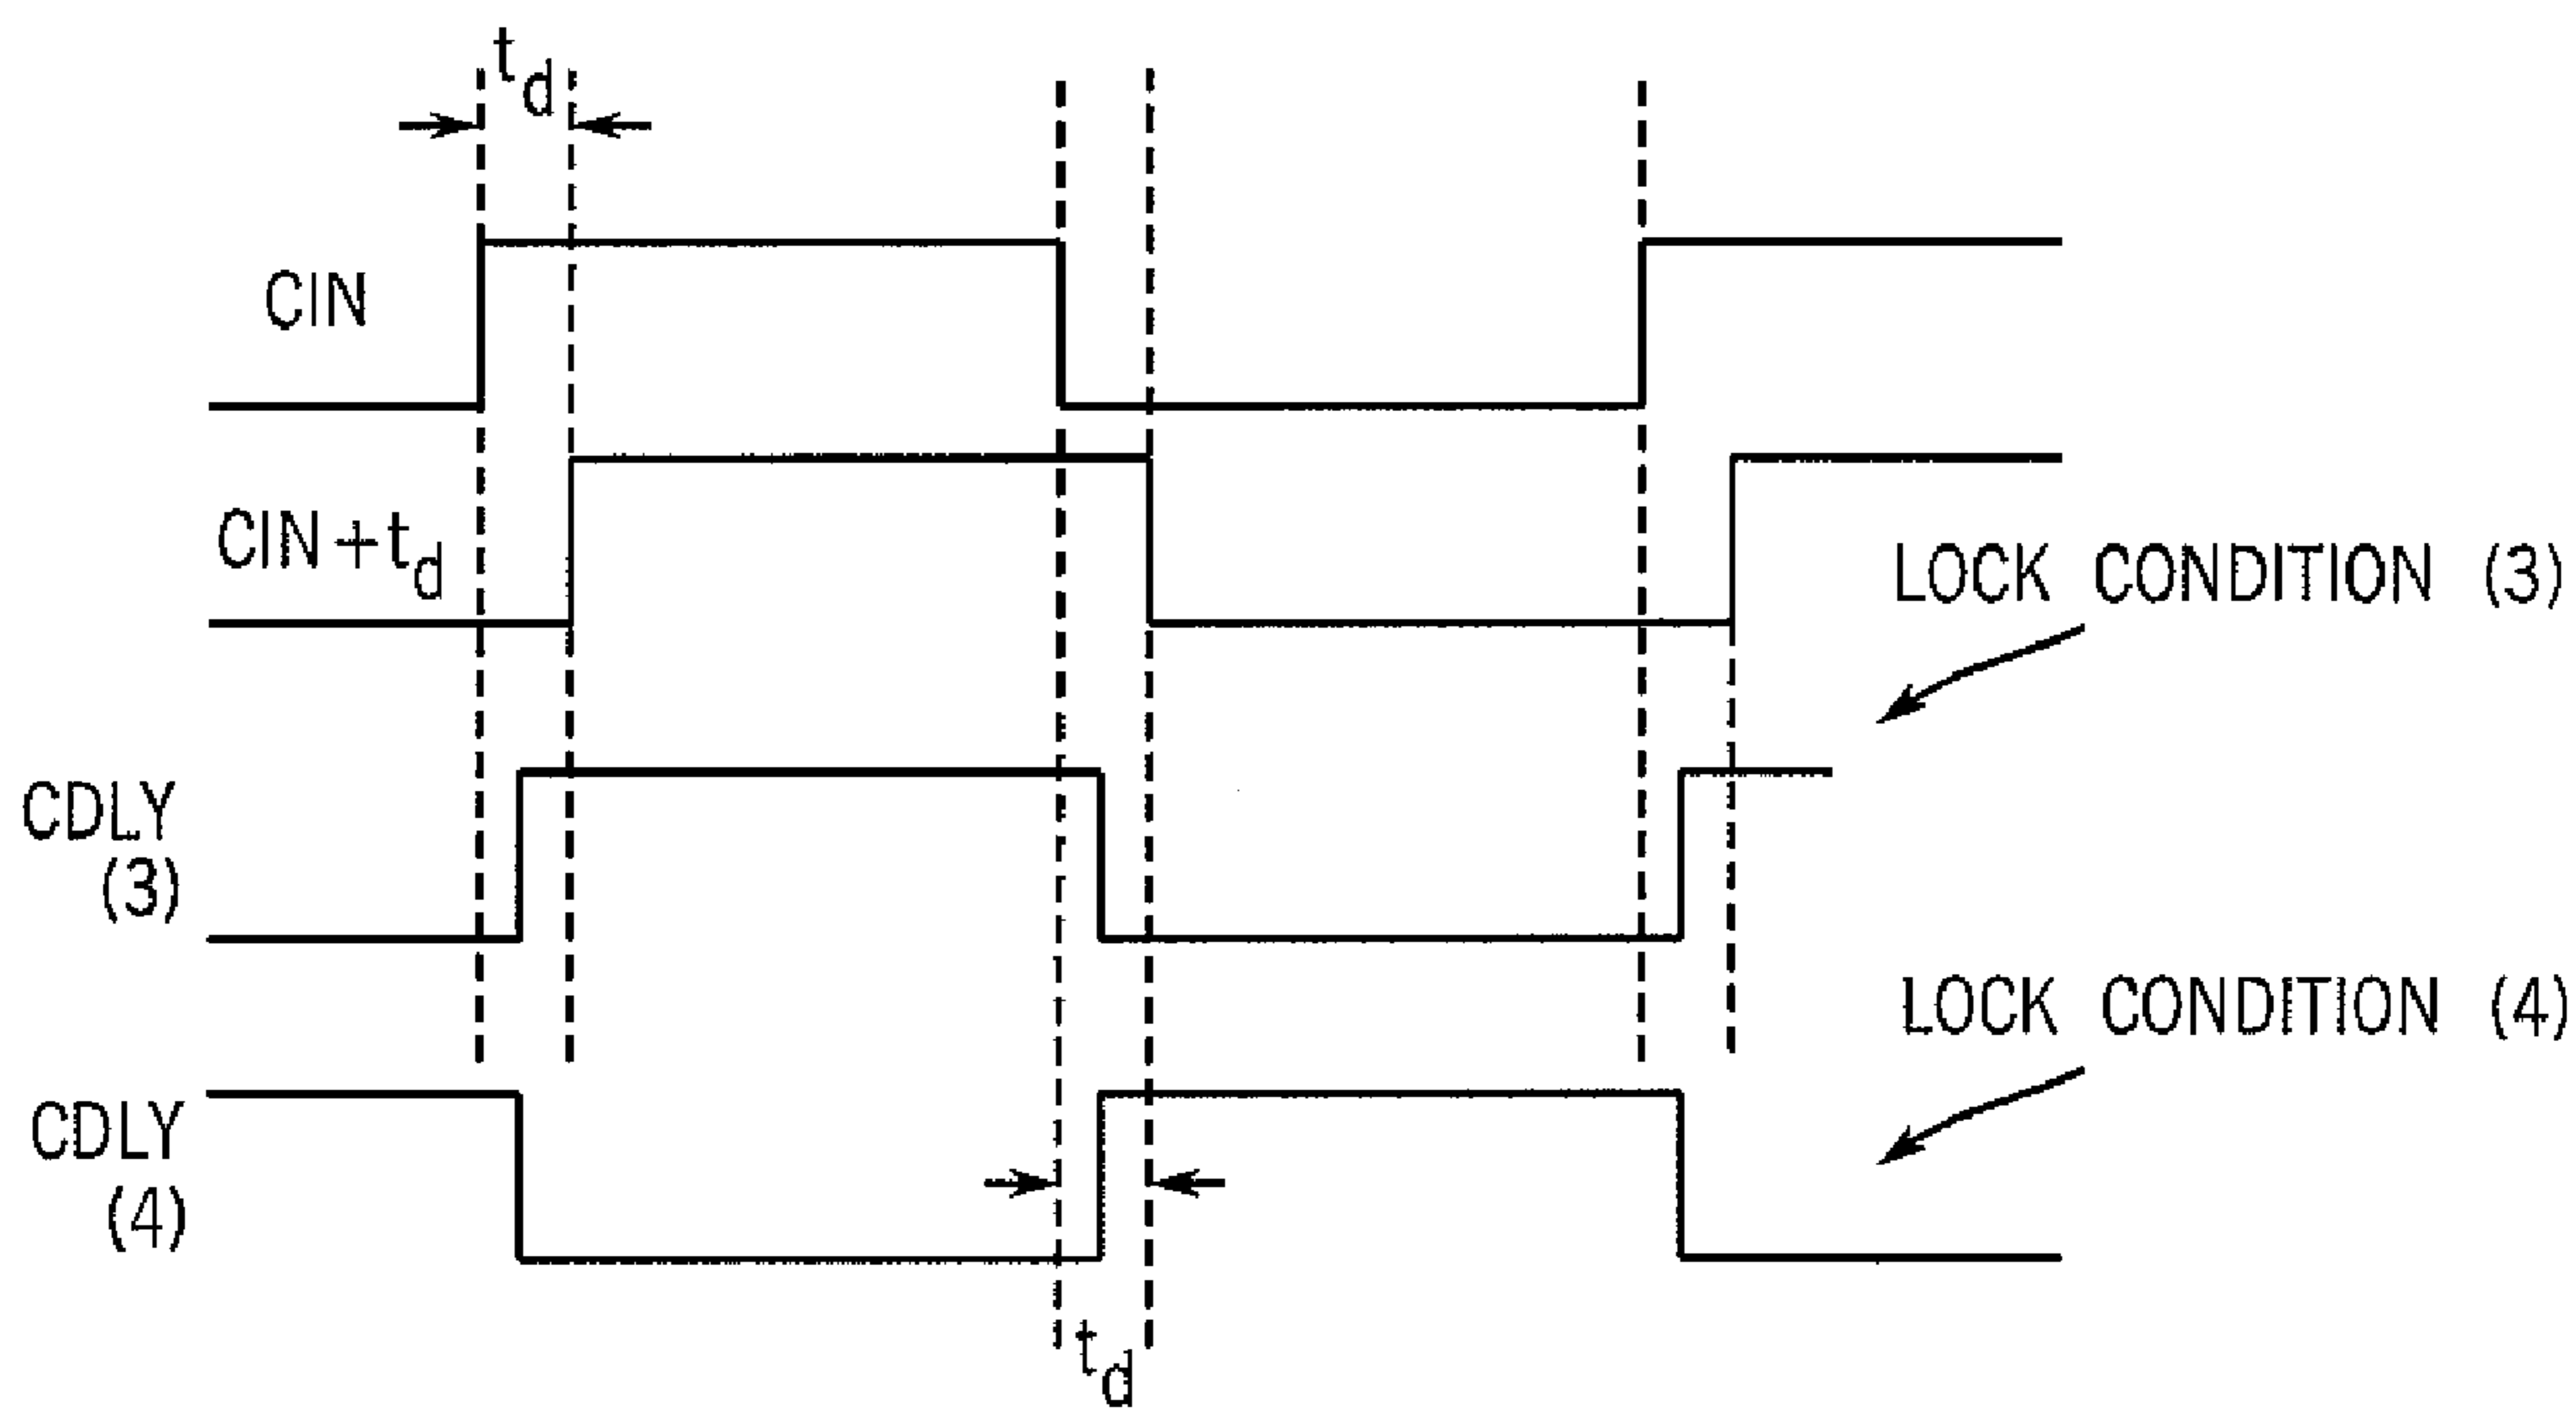 td
CIN
CIN+td
LOCK CONDITION (3)
CDLY
(3)
LOCK CONDITION (4)
CDLY
(4)
td